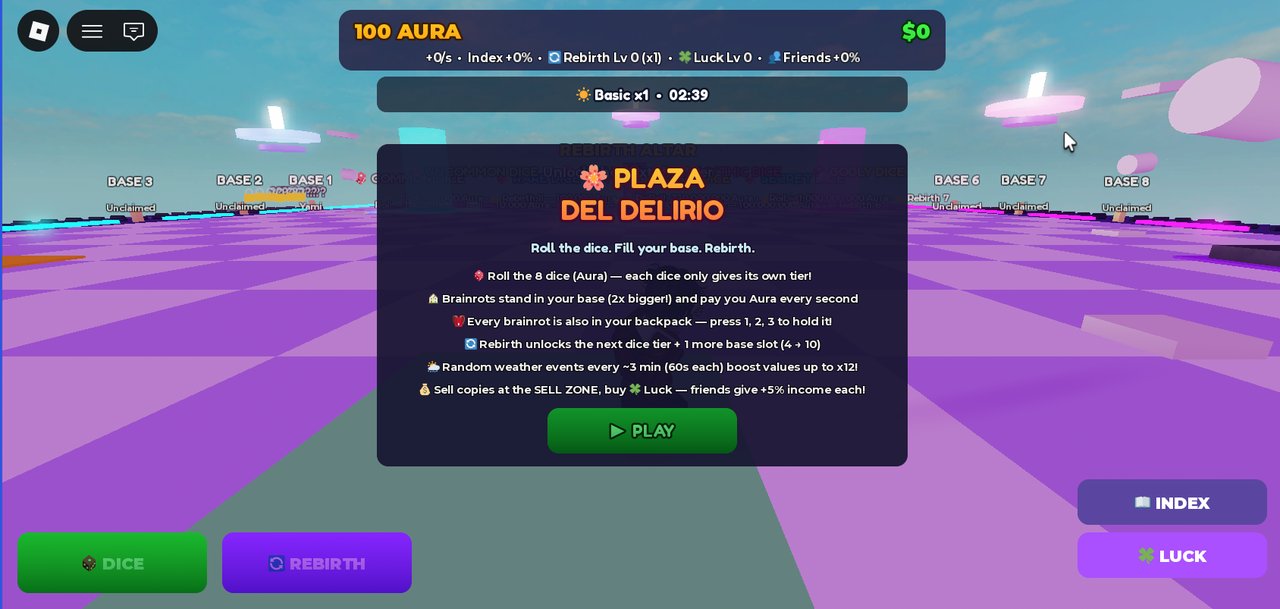 100 AURA
$0
+0/s • Index +0% • Rebirth Lv 0 (x1) • Luck Lv 0 • Friends +0%
Basic x1 • 02:39
REBIRTH ALTAR
BASE 3
Unclaimed
BASE 2
Unclaimed
BASE 1
Yami
BASE 6
Unclaimed
BASE 7
Unclaimed
BASE 8
Unclaimed
Rebirth 7
PLAZA
DEL DELIRIO
Roll the dice. Fill your base. Rebirth.
Roll the 8 dice (Aura) — each dice only gives its own tier!
Brainrots stand in your base (2x bigger!) and pay you Aura every second
Every brainrot is also in your backpack — press 1, 2, 3 to hold it!
Rebirth unlocks the next dice tier + 1 more base slot (4 → 10)
Random weather events every ~3 min (60s each) boost values up to x12!
Sell copies at the SELL ZONE, buy Luck — friends give +5% income each!
▶ PLAY
INDEX
LUCK
DICE
REBIRTH